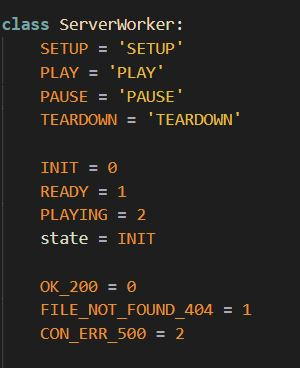 class ServerWorker:
    SETUP = 'SETUP'
    PLAY = 'PLAY'
    PAUSE = 'PAUSE'
    TEARDOWN = 'TEARDOWN'

    INIT = 0
    READY = 1
    PLAYING = 2
    state = INIT

    OK_200 = 0
    FILE_NOT_FOUND_404 = 1
    CON_ERR_500 = 2